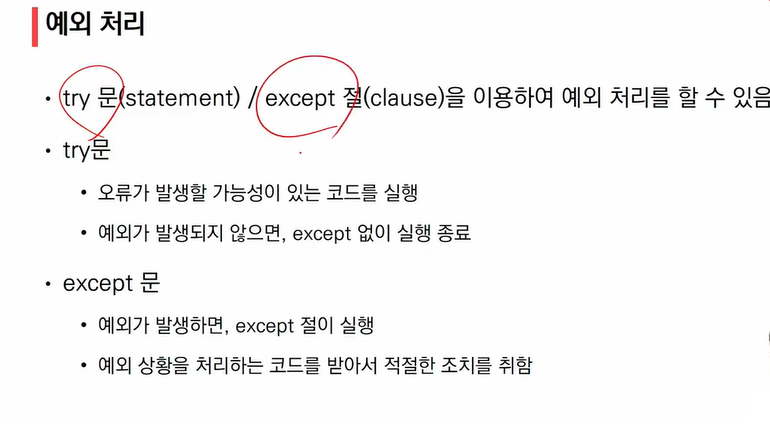 예외 처리
• try 문(statement) / except 절(clause)을 이용하여 예외 처리를 할 수 있음
• try문
• 오류가 발생할 가능성이 있는 코드를 실행
• 예외가 발생되지 않으면, except 없이 실행 종료
• except 문
• 예외가 발생하면, except 절이 실행
• 예외 상황을 처리하는 코드를 받아서 적절한 조치를 취함